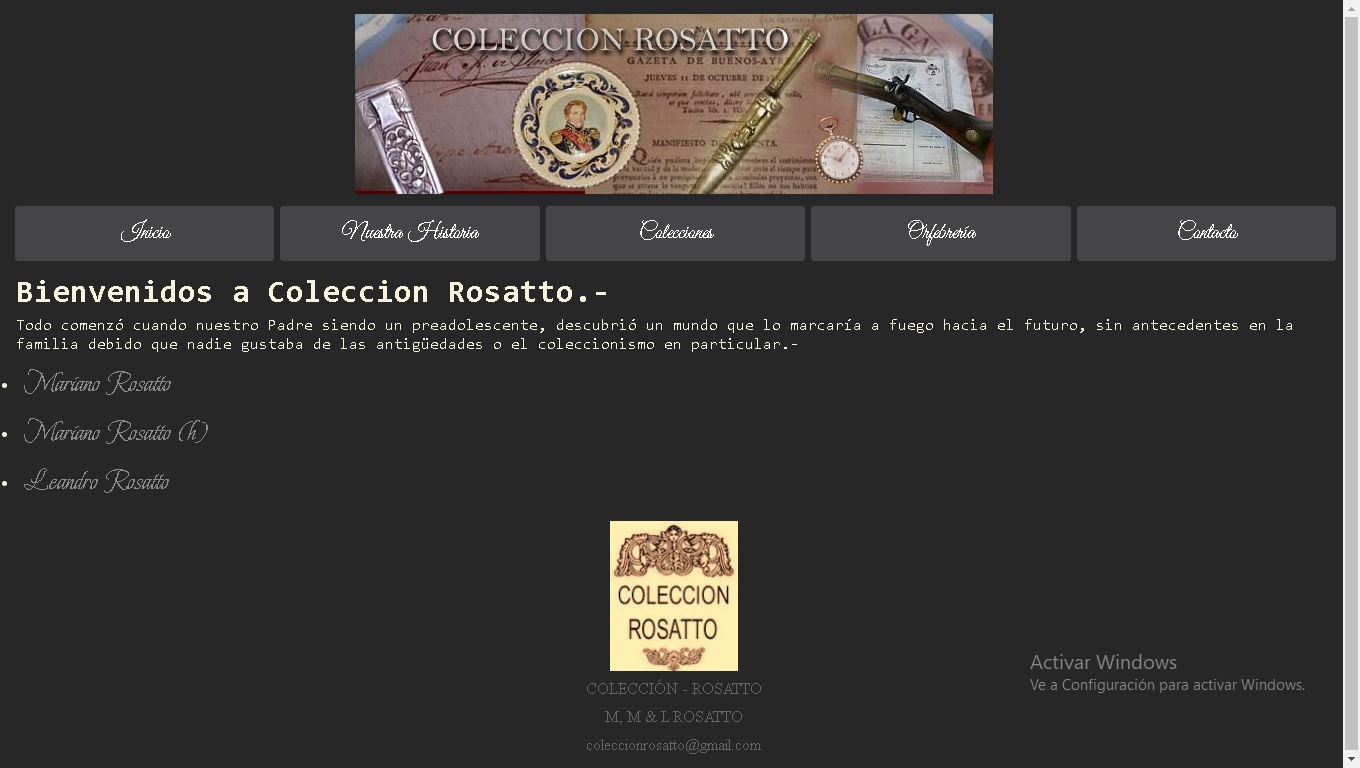 COLECCION ROSATTO
GAZETA DE BUENOS-AY
JUEVES 11 DE OCTUBRE DE
MANIFIESTO DE
Inicio
Nuestra Historia
Colecciones
Orfebrería
Contacto
Bienvenidos a Coleccion Rosatto.-
Todo comenzó cuando nuestro Padre siendo un preadolescente, descubrió un mundo que lo marcaría a fuego hacia el futuro, sin antecedentes en la
familia debido que nadie gustaba de las antigüedades o el coleccionismo en particular.-
• Mariano Rosatto
• Mariano Rosatto (h)
• Leandro Rosatto
COLECCION
ROSATTO
COLECCIÓN - ROSATTO
M, M & L ROSATTO
coleccionrosatto@gmail.com
Activar Windows
Ve a Configuración para activar Windows.